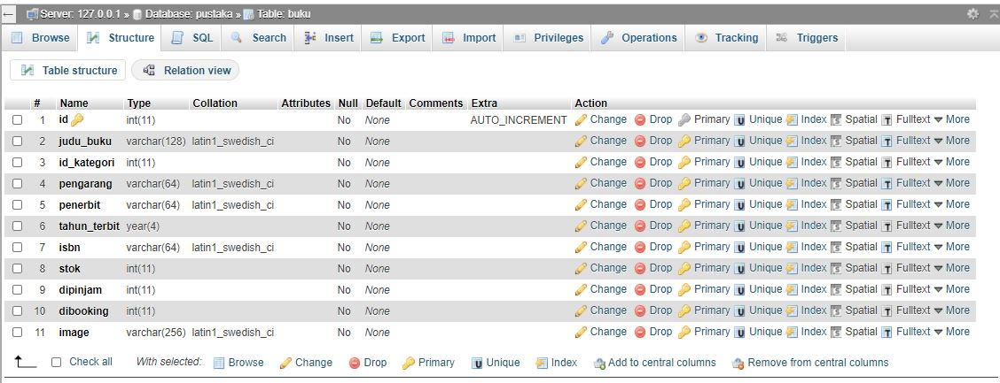 Server: 127.0.0.1 » Database: pustaka » Table: buku
Browse Structure SQL Search Insert Export Import Privileges Operations Tracking Triggers
Table structure Relation view
# Name Type Collation Attributes Null Default Comments Extra Action
1 id int(11) No None AUTO_INCREMENT Change Drop Primary Unique Index Spatial Fulltext More
2 judu_buku varchar(128) latin1_swedish_ci No None Change Drop Primary Unique Index Spatial Fulltext More
3 id_kategori int(11) No None Change Drop Primary Unique Index Spatial Fulltext More
4 pengarang varchar(64) latin1_swedish_ci No None Change Drop Primary Unique Index Spatial Fulltext More
5 penerbit varchar(64) latin1_swedish_ci No None Change Drop Primary Unique Index Spatial Fulltext More
6 tahun_terbit year(4) No None Change Drop Primary Unique Index Spatial Fulltext More
7 isbn varchar(64) latin1_swedish_ci No None Change Drop Primary Unique Index Spatial Fulltext More
8 stok int(11) No None Change Drop Primary Unique Index Spatial Fulltext More
9 dipinjam int(11) No None Change Drop Primary Unique Index Spatial Fulltext More
10 dibooking int(11) No None Change Drop Primary Unique Index Spatial Fulltext More
11 image varchar(256) latin1_swedish_ci No None Change Drop Primary Unique Index Spatial Fulltext More
Check all With selected: Browse Change Drop Primary Unique Index Add to central columns Remove from central columns